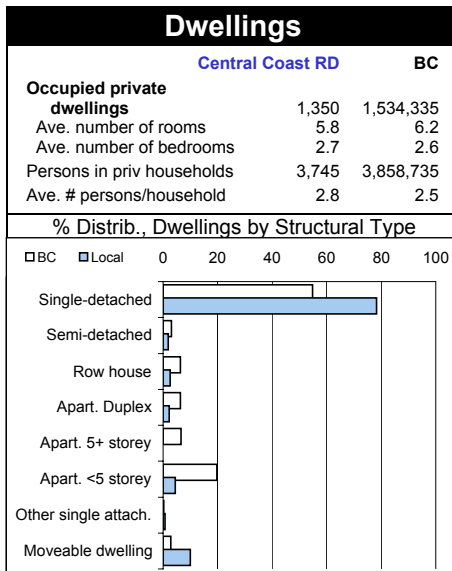 Dwellings
Central Coast RD BC
Occupied private
dwellings 1,350 1,534,335
Ave. number of rooms 5.8 6.2
Ave. number of bedrooms 2.7 2.6
Persons in priv households 3,745 3,858,735
Ave. # persons/household 2.8 2.5
% Distrib., Dwellings by Structural Type
BC Local 0 20 40 60 80 100
Single-detached
Semi-detached
Row house
Apart. Duplex
Apart. 5+ storey
Apart. <5 storey
Other single attach.
Moveable dwelling